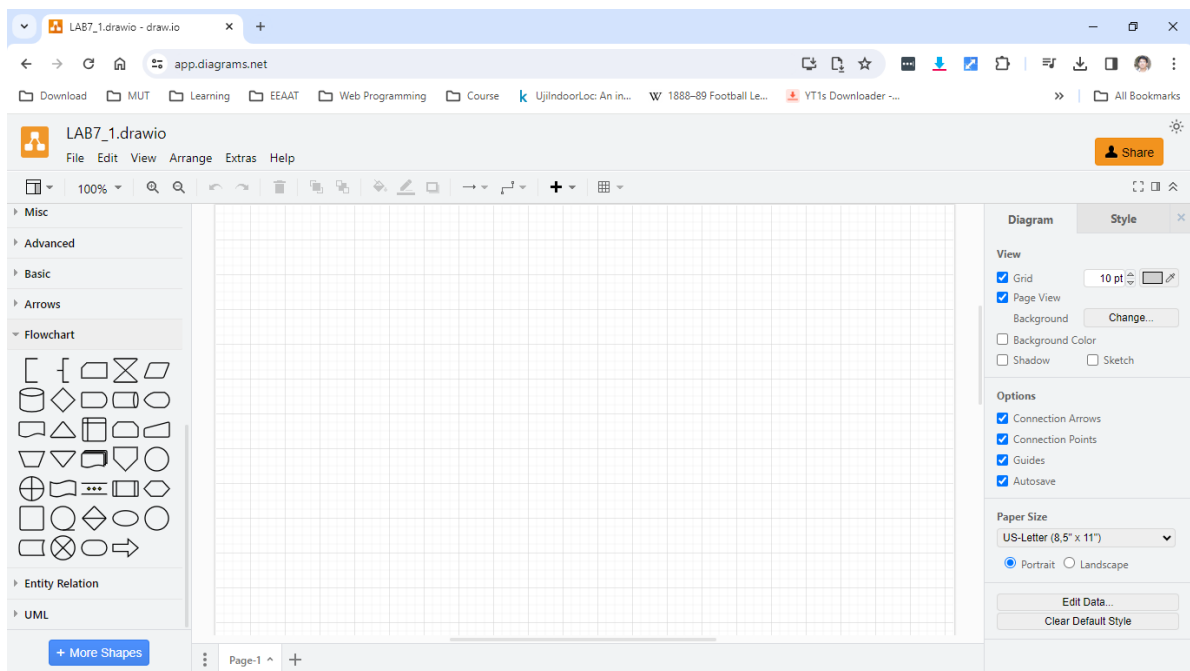 LAB7_1.drawio - draw.io
app.diagrams.net
Download MUT Learning EEAAT Web Programming Course UjiIndoorLoc: An in... 1888–89 Football Le... YT1s Downloader -... All Bookmarks
LAB7_1.drawio
File Edit View Arrange Extras Help
Share
100%
Misc
Advanced
Basic
Arrows
Flowchart
Entity Relation
UML
+ More Shapes
Page-1
Diagram Style
View
Grid 10 pt
Page View
Background Change...
Background Color
Shadow Sketch
Options
Connection Arrows
Connection Points
Guides
Autosave
Paper Size
US-Letter (8,5" x 11")
Portrait Landscape
Edit Data...
Clear Default Style